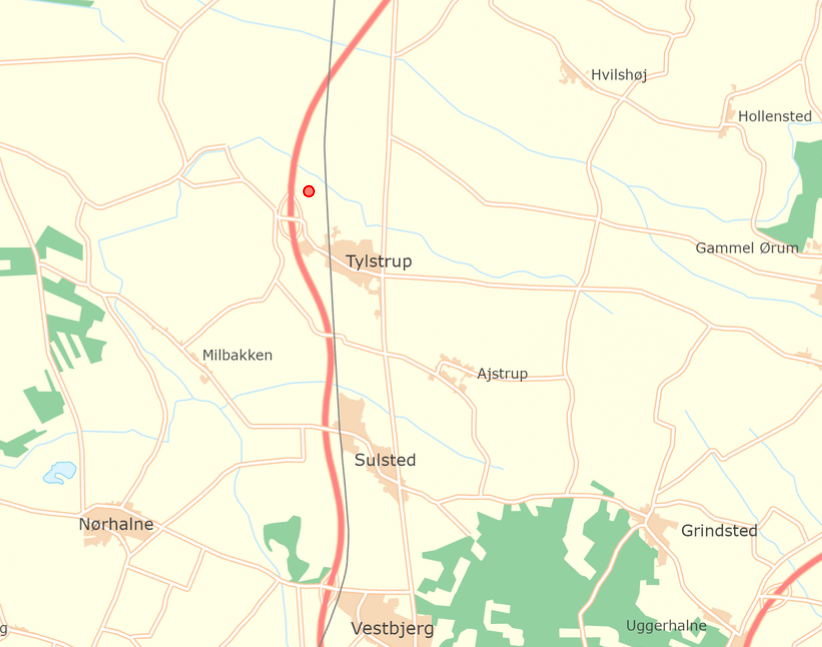 Hvilshøj
Hollensted
Gammel Ørum
Tylstrup
Milbakken
Ajstrup
Sulsted
Nørhalne
Grindsted
Uggerhalne
Vestbjerg
g